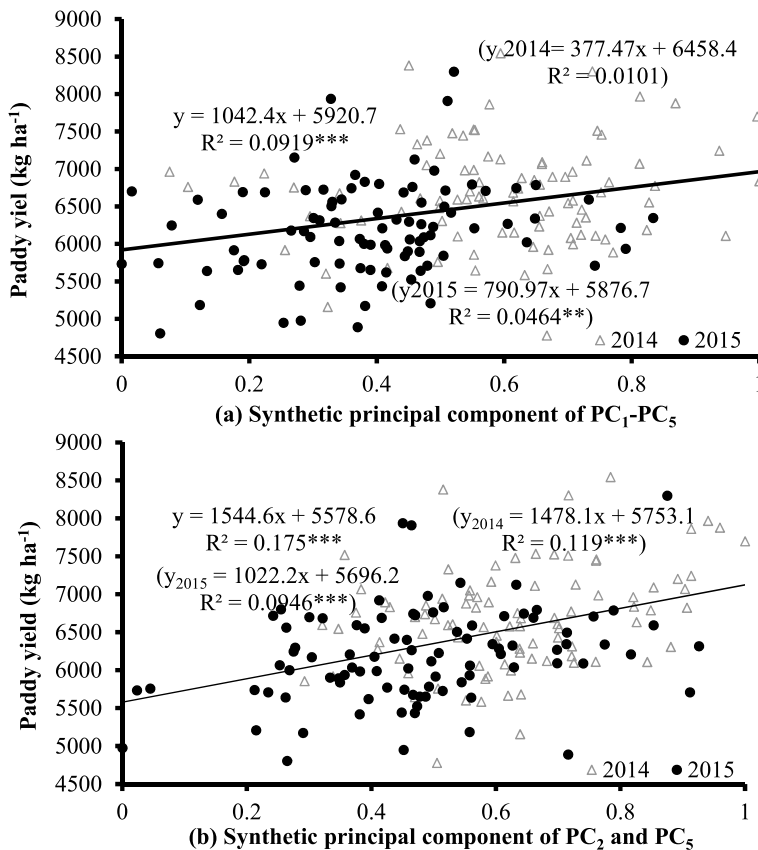 9000
8500
8000
7500
7000
6500
6000
5500
5000
4500
Paddy yiel (kg ha⁻¹)
(y 2014= 377.47x + 6458.4
R² = 0.0101)
y = 1042.4x + 5920.7
R² = 0.0919***
(y2015 = 790.97x + 5876.7
R² = 0.0464**)
2014 2015
0 0.2 0.4 0.6 0.8 1
(a) Synthetic principal component of PC₁-PC₅
9000
8500
8000
7500
7000
6500
6000
5500
5000
4500
Paddy yield (kg ha⁻¹)
y = 1544.6x + 5578.6
R² = 0.175***
(y₂₀₁₄ = 1478.1x + 5753.1
R² = 0.119***)
(y₂₀₁₅ = 1022.2x + 5696.2
R² = 0.0946***)
2014 2015
0 0.2 0.4 0.6 0.8 1
(b) Synthetic principal component of PC₂ and PC₅